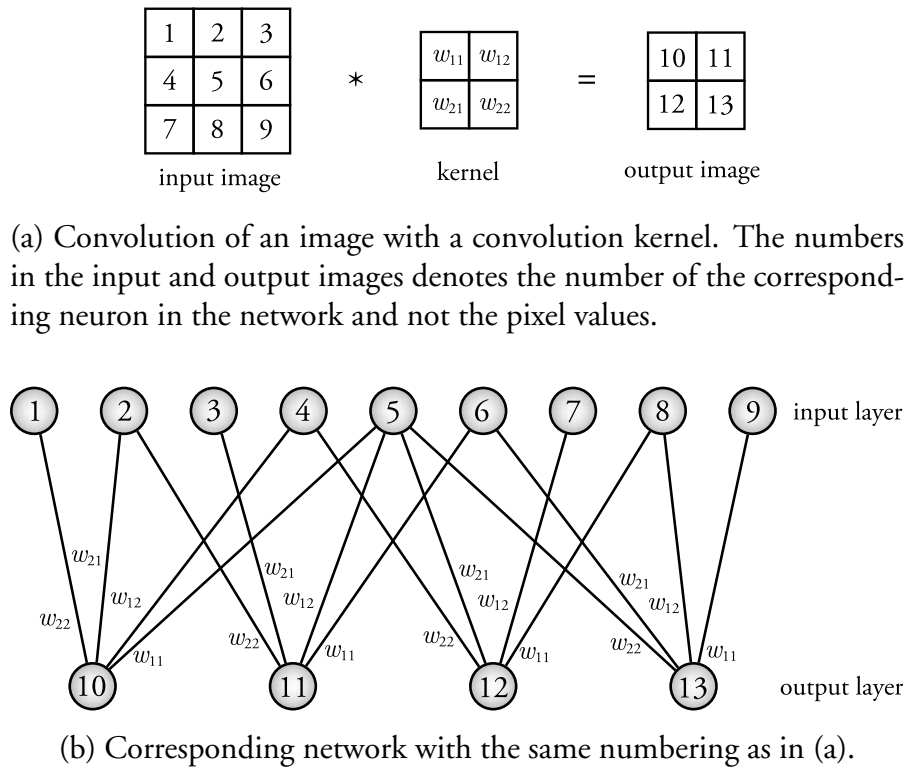 1 2 3
4 5 6
7 8 9
*
w11 w12
w21 w22
=
10 11
12 13
input image
kernel
output image
(a) Convolution of an image with a convolution kernel. The numbers
in the input and output images denotes the number of the correspond-
ing neuron in the network and not the pixel values.
1 2 3 4 5 6 7 8 9 input layer
w21 w21 w21 w21
w12 w12 w12 w12
w22 w22 w22 w22
w11 w11 w11 w11
10 11 12 13 output layer
(b) Corresponding network with the same numbering as in (a).